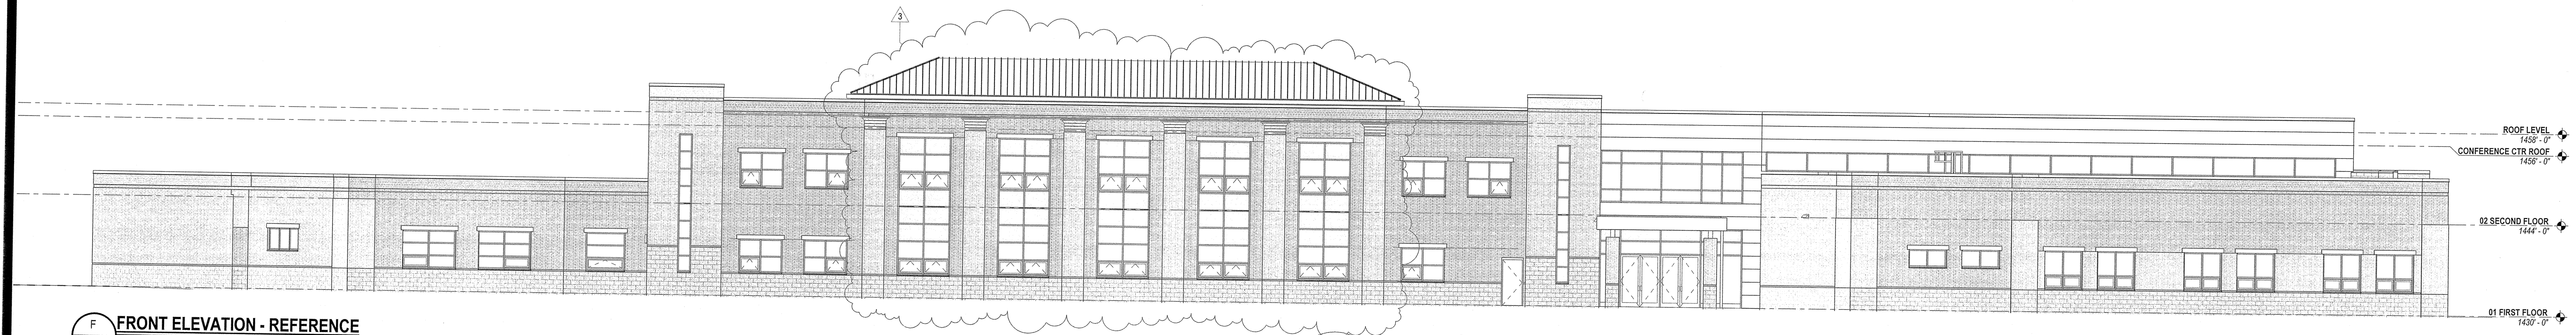 3
ROOF LEVEL
1458' - 0"
CONFERENCE CTR ROOF
1456' - 0"
02 SECOND FLOOR
1444' - 0"
01 FIRST FLOOR
1430' - 0"
F FRONT ELEVATION - REFERENCE